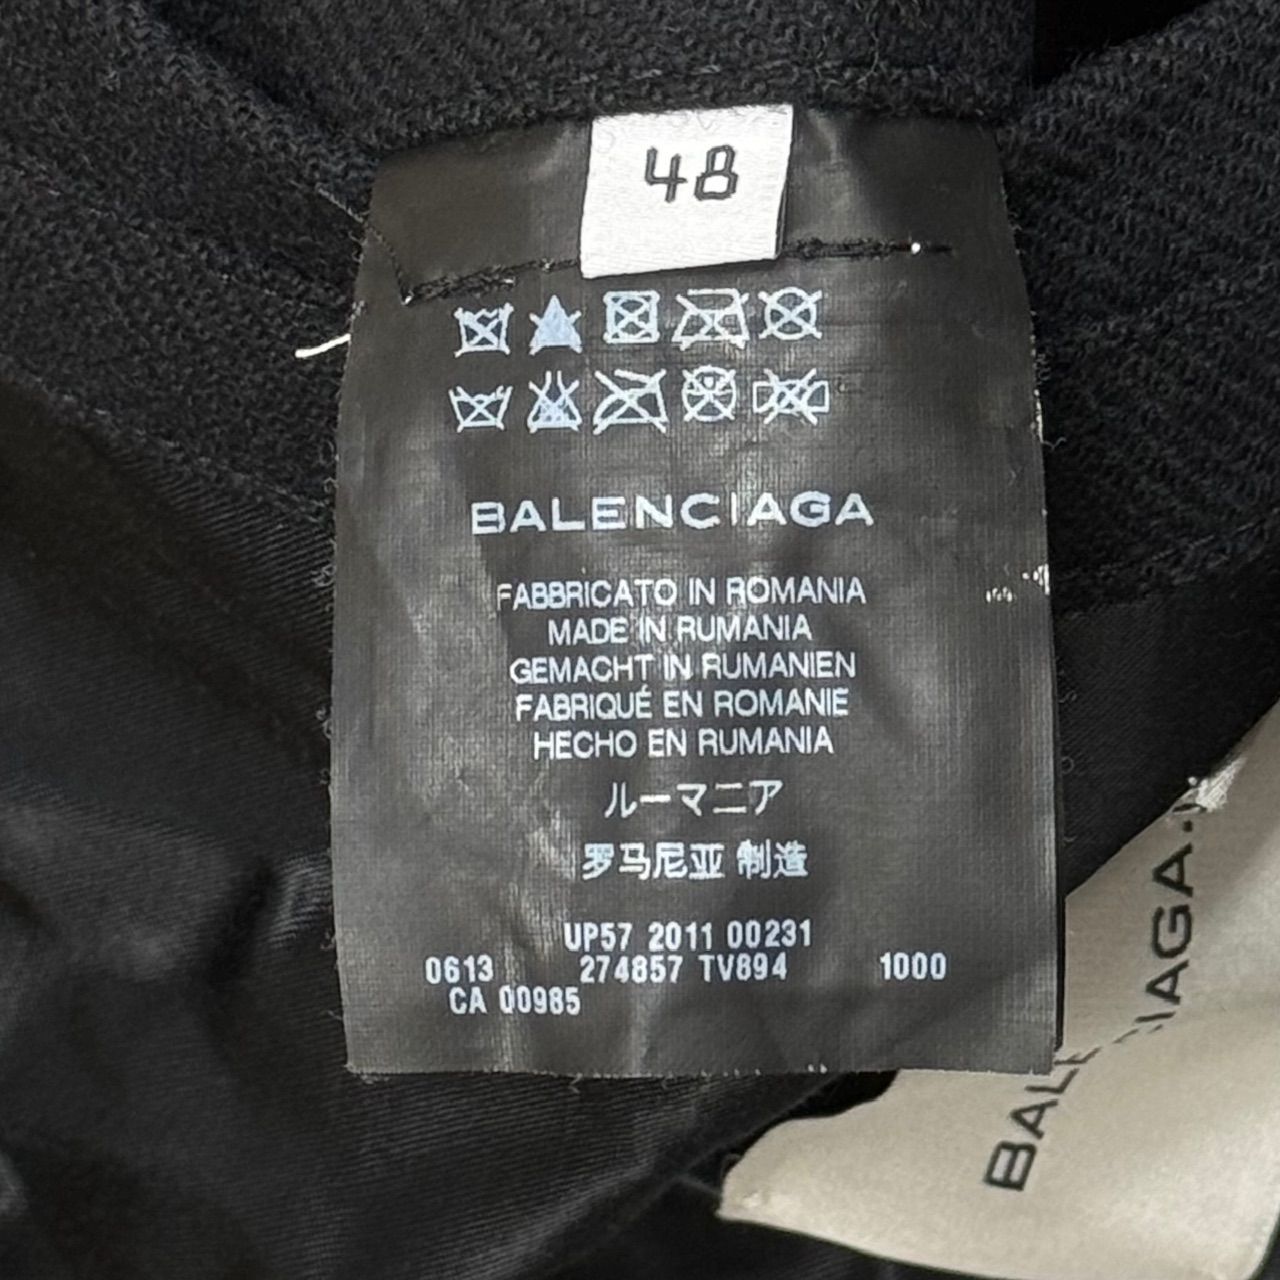 48
BALENCIAGA
FABBRICATO IN ROMANIA
MADE IN RUMANIA
GEMACHT IN RUMANIEN
FABRIQUÉ EN ROMANIE
HECHO EN RUMANIA
ルーマニア
罗马尼亚 制造
UP57 2011 00231
0613 274857 TV894 1000
CA 00985
BALENCIAGA.